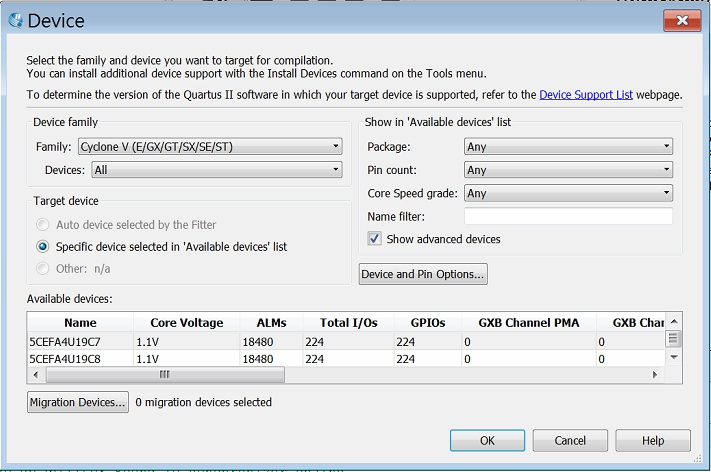 Device
Select the family and device you want to target for compilation.
You can install additional device support with the Install Devices command on the Tools menu.
To determine the version of the Quartus II software in which your target device is supported, refer to the Device Support List webpage.
Device family
Family: Cyclone V (E/GX/GT/SX/SE/ST)
Devices: All
Target device
Auto device selected by the Fitter
Specific device selected in 'Available devices' list
Other: n/a
Show in 'Available devices' list
Package: Any
Pin count: Any
Core Speed grade: Any
Name filter:
Show advanced devices
Device and Pin Options...
Available devices:
Name Core Voltage ALMs Total I/Os GPIOs GXB Channel PMA GXB Char
5CEFA4U19C7 1.1V 18480 224 224 0 0
5CEFA4U19C8 1.1V 18480 224 224 0 0
Migration Devices... 0 migration devices selected
OK Cancel Help